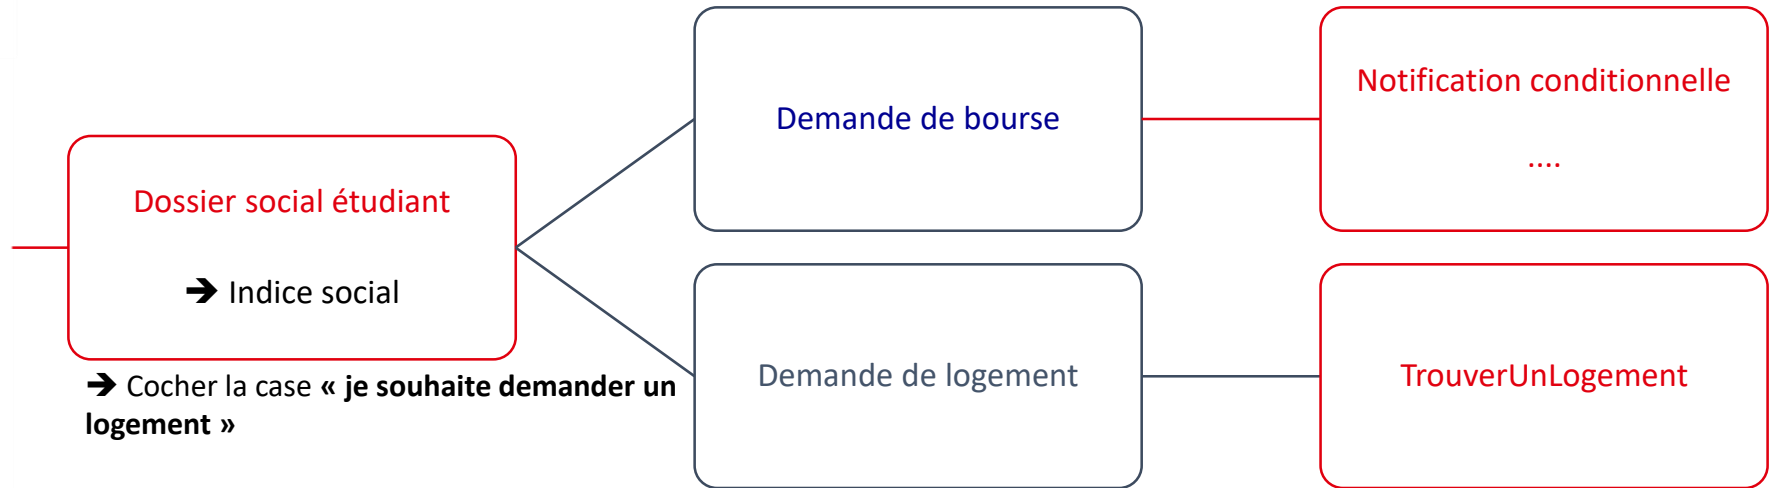 Dossier social étudiant
➔ Indice social
➔ Cocher la case « je souhaite demander un
logement »
Demande de bourse
Notification conditionnelle
....
Demande de logement
TrouverUnLogement